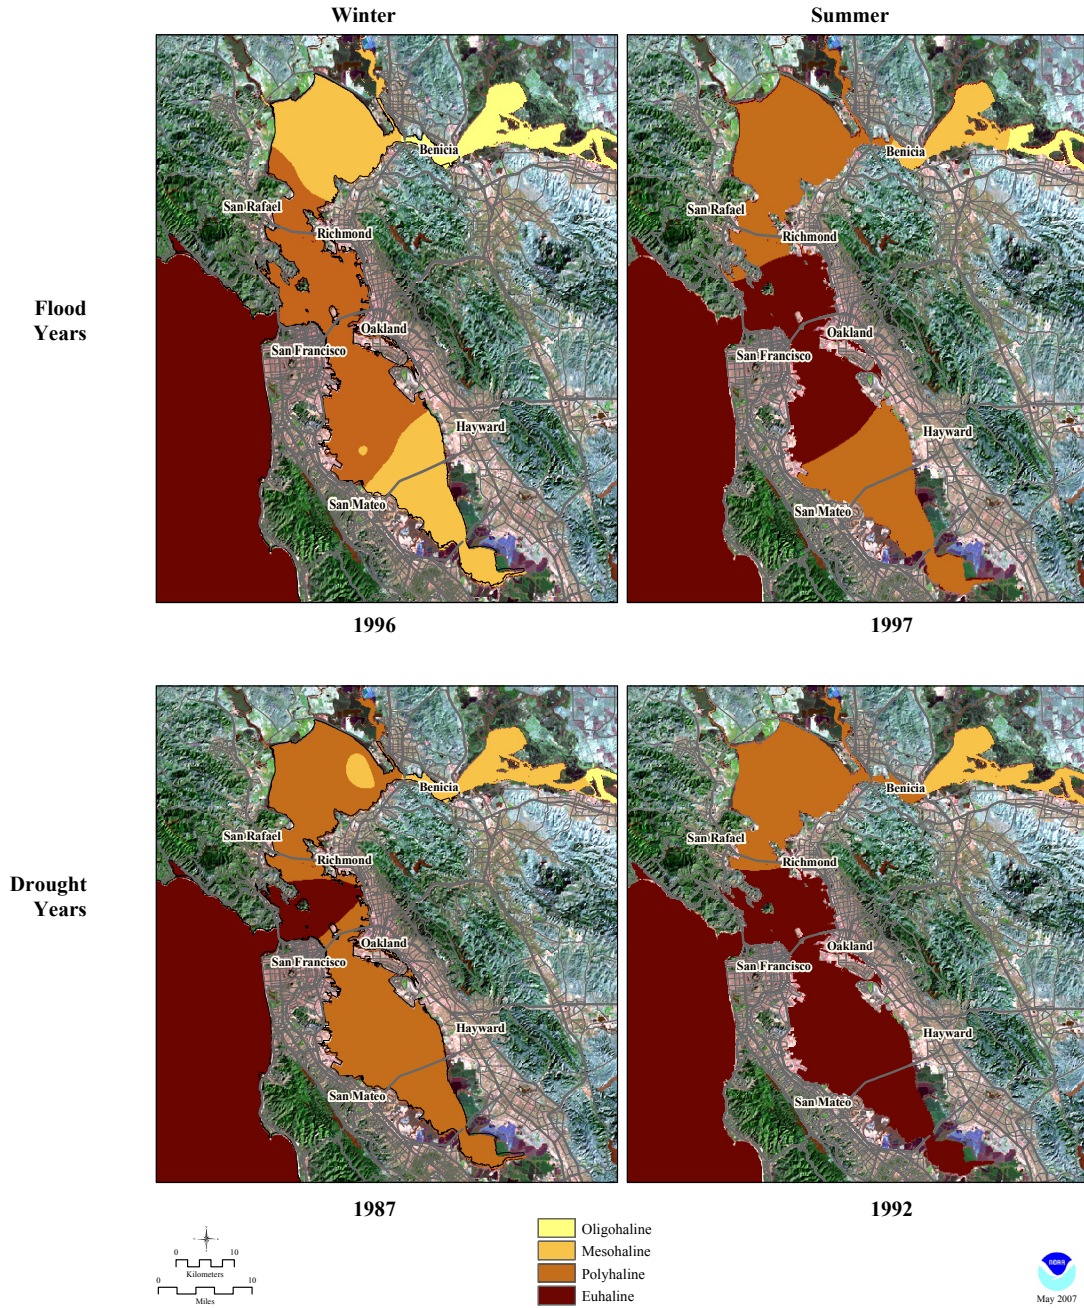 Winter
Summer
Flood
Years
Benicia
San Rafael
Richmond
Oakland
San Francisco
Hayward
San Mateo
Benicia
San Rafael
Richmond
Oakland
San Francisco
Hayward
San Mateo
1996
1997
Drought
Years
Benicia
San Rafael
Richmond
Oakland
San Francisco
Hayward
San Mateo
Benicia
San Rafael
Richmond
Oakland
San Francisco
Hayward
San Mateo
1987
1992
0 10
Kilometers
0 10
Miles
Oligohaline
Mesohaline
Polyhaline
Euhaline
NOAA
May 2007